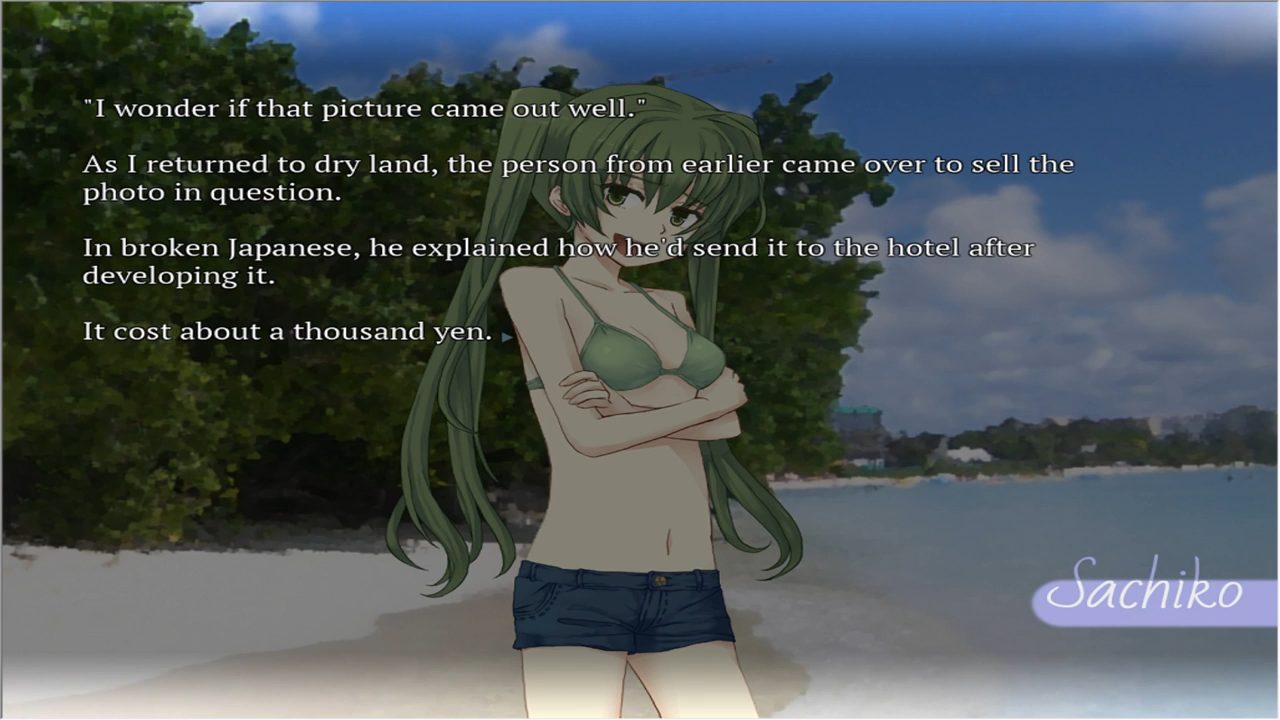 "I wonder if that picture came out well."
As I returned to dry land, the person from earlier came over to sell the
photo in question.
In broken Japanese, he explained how he'd send it to the hotel after
developing it.
It cost about a thousand yen.
Sachiko